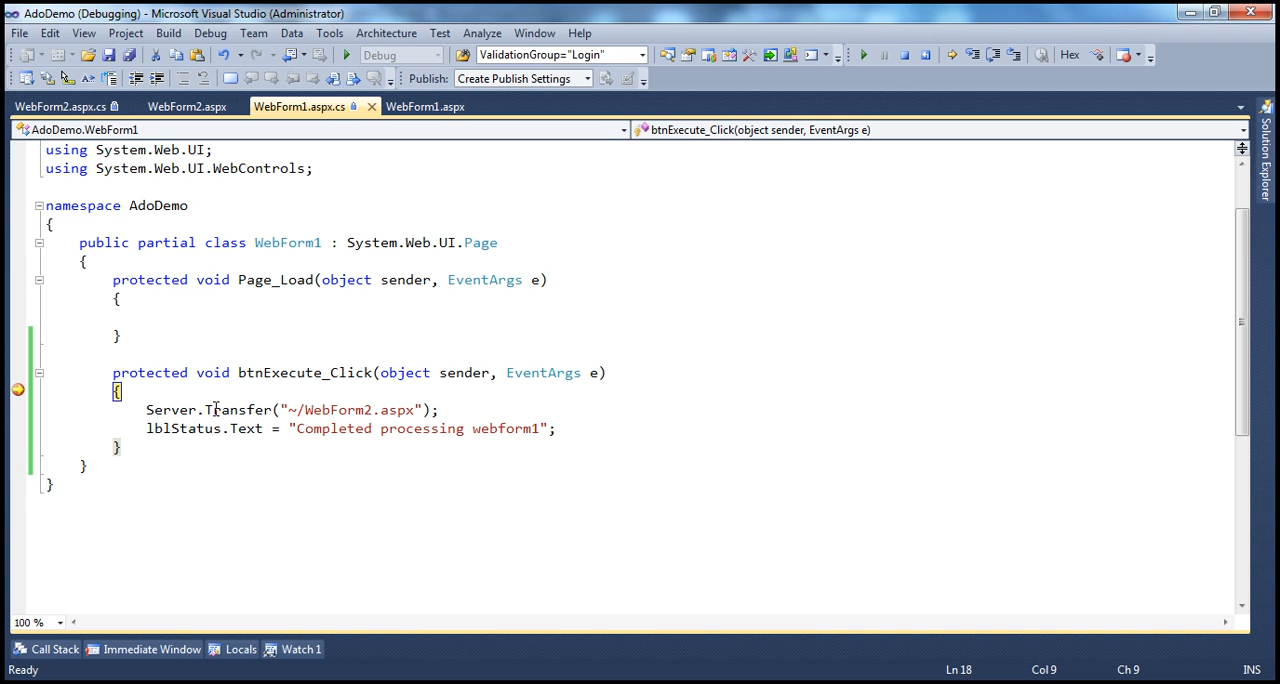 AdoDemo (Debugging) - Microsoft Visual Studio (Administrator)
File Edit View Project Build Debug Team Data Tools Architecture Test Analyze Window Help
Debug ValidationGroup="Login" Hex
Publish: Create Publish Settings
WebForm2.aspx.cs WebForm2.aspx WebForm1.aspx.cs WebForm1.aspx
AdoDemo.WebForm1 btnExecute_Click(object sender, EventArgs e)
Solution Explorer
using System.Web.UI;
using System.Web.UI.WebControls;
namespace AdoDemo
{
public partial class WebForm1 : System.Web.UI.Page
{
protected void Page_Load(object sender, EventArgs e)
{
}
protected void btnExecute_Click(object sender, EventArgs e)
{
Server.Transfer("~/WebForm2.aspx");
lblStatus.Text = "Completed processing webform1";
}
}
}
100 %
Call Stack Immediate Window Locals Watch 1
Ready Ln 18 Col 9 Ch 9 INS